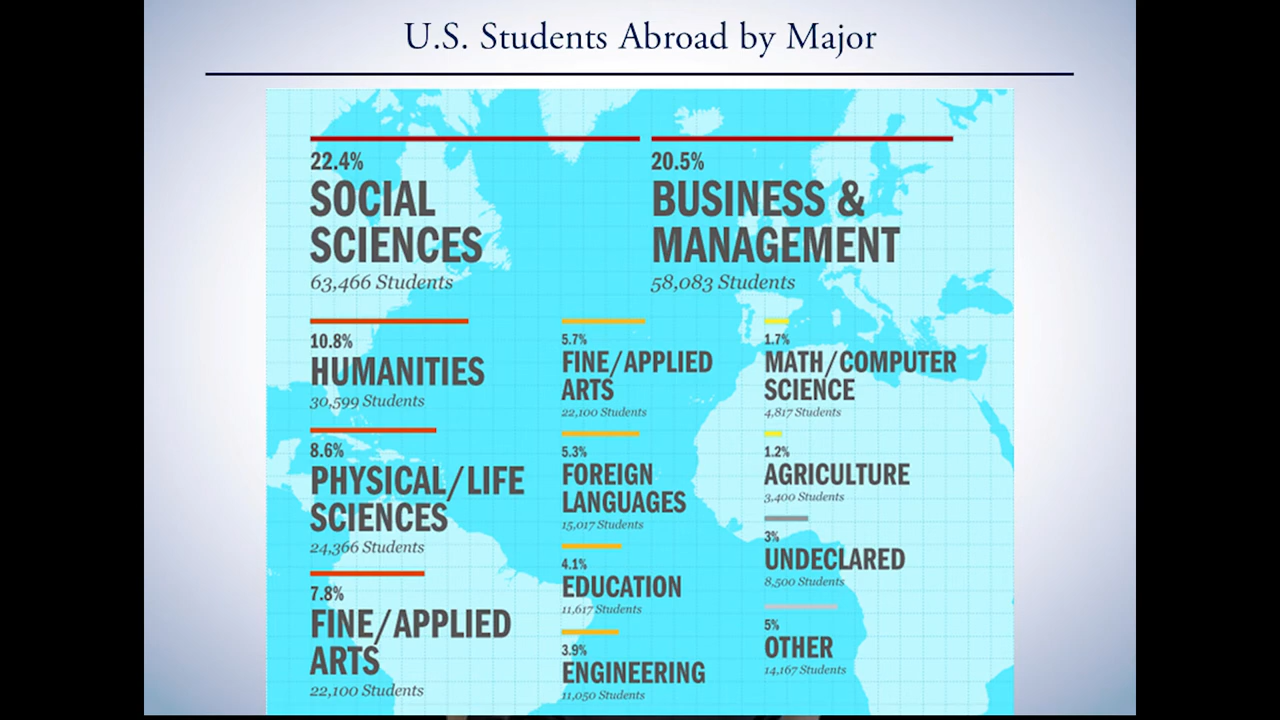 U.S. Students Abroad by Major
22.4%
SOCIAL
SCIENCES
63,466 Students
20.5%
BUSINESS &
MANAGEMENT
58,083 Students
10.8%
HUMANITIES
30,599 Students
8.6%
PHYSICAL/LIFE
SCIENCES
24,366 Students
7.8%
FINE/APPLIED
ARTS
22,100 Students
5.7%
FINE/APPLIED
ARTS
22,100 Students
5.3%
FOREIGN
LANGUAGES
15,017 Students
4.1%
EDUCATION
11,617 Students
3.9%
ENGINEERING
11,050 Students
1.7%
MATH/COMPUTER
SCIENCE
4,817 Students
1.2%
AGRICULTURE
3,400 Students
3%
UNDECLARED
8,500 Students
5%
OTHER
14,167 Students